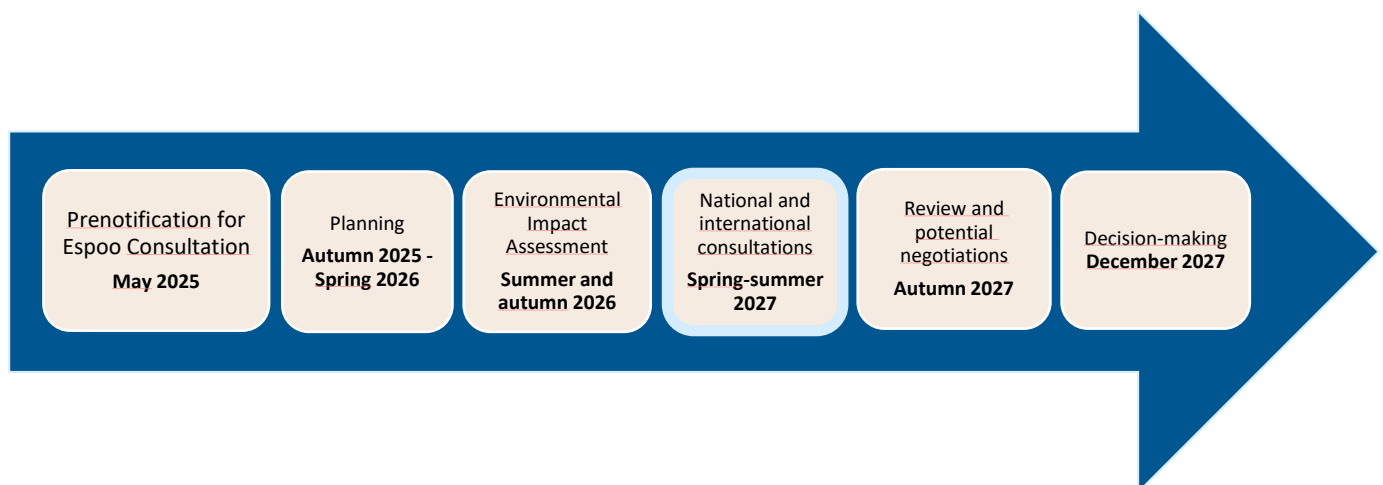 Prenotification for
Espoo Consultation
May 2025
Planning
Autumn 2025 -
Spring 2026
Environmental
Impact
Assessment
Summer and
autumn 2026
National and
international
consultations
Spring-summer
2027
Review and
potential
negotiations
Autumn 2027
Decision-making
December 2027